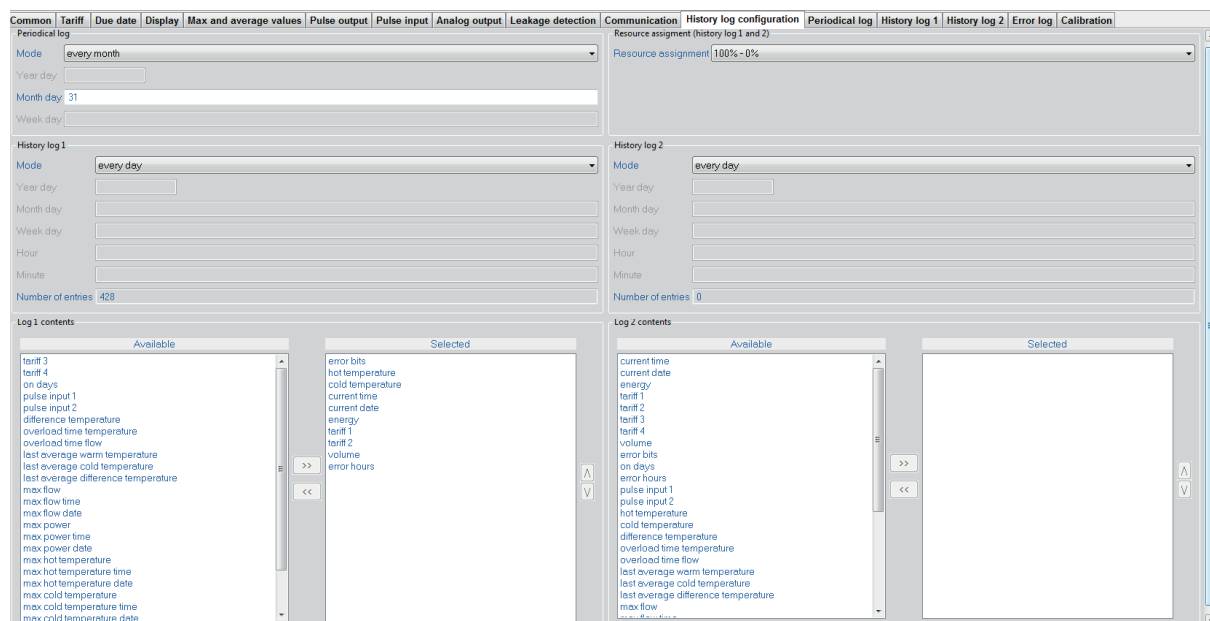 Common Tariff Due date Display Max and average values Pulse output Pulse input Analog output Leakage detection Communication History log configuration Periodical log History log 1 History log 2 Error log Calibration
Periodical log
Mode every month
Year day
Month day 31
Week day
Resource assigment (history log 1 and 2)
Resource assignment 100% - 0%
History log 1
Mode every day
Year day
Month day
Week day
Hour
Minute
Number of entries 428
History log 2
Mode every day
Year day
Month day
Week day
Hour
Minute
Number of entries 0
Log 1 contents
Available
tariff 3
tariff 4
on days
pulse input 1
pulse input 2
difference temperature
overload time temperature
overload time flow
last average warm temperature
last average cold temperature
last average difference temperature
max flow
max flow time
max flow date
max power
max power time
max power date
max hot temperature
max hot temperature time
max hot temperature date
max cold temperature
max cold temperature time
max cold temperature date
>>
<<
Selected
error bits
hot temperature
cold temperature
current time
current date
energy
tariff 1
tariff 2
volume
error hours
Log 2 contents
Available
current time
current date
energy
tariff 1
tariff 2
tariff 3
tariff 4
volume
error bits
on days
error hours
pulse input 1
pulse input 2
hot temperature
cold temperature
difference temperature
overload time temperature
overload time flow
last average warm temperature
last average cold temperature
last average difference temperature
max flow
max flow time
>>
<<
Selected